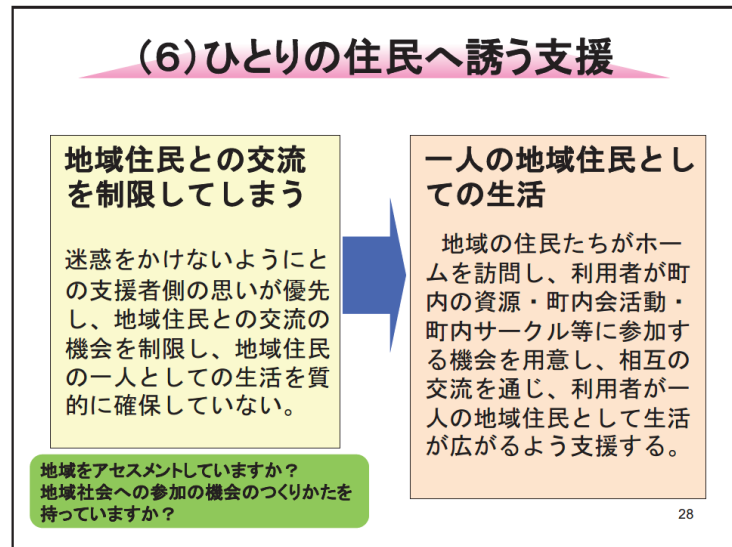 （６）ひとりの住民へ誘う支援
地域住民との交流
を制限してしまう
迷惑をかけないようにと
の支援者側の思いが優先
し、地域住民との交流の
機会を制限し、地域住民
の一人としての生活を質
的に確保していない。
一人の地域住民とし
ての生活
地域の住民たちがホー
ムを訪問し、利用者が町
内の資源・町内会活動・
町内サークル等に参加す
る機会を用意し、相互の
交流を通じ、利用者が一
人の地域住民として生活
が広がるよう支援する。
地域をアセスメントしていますか？
地域社会への参加の機会のつくりかたを
持っていますか？
28